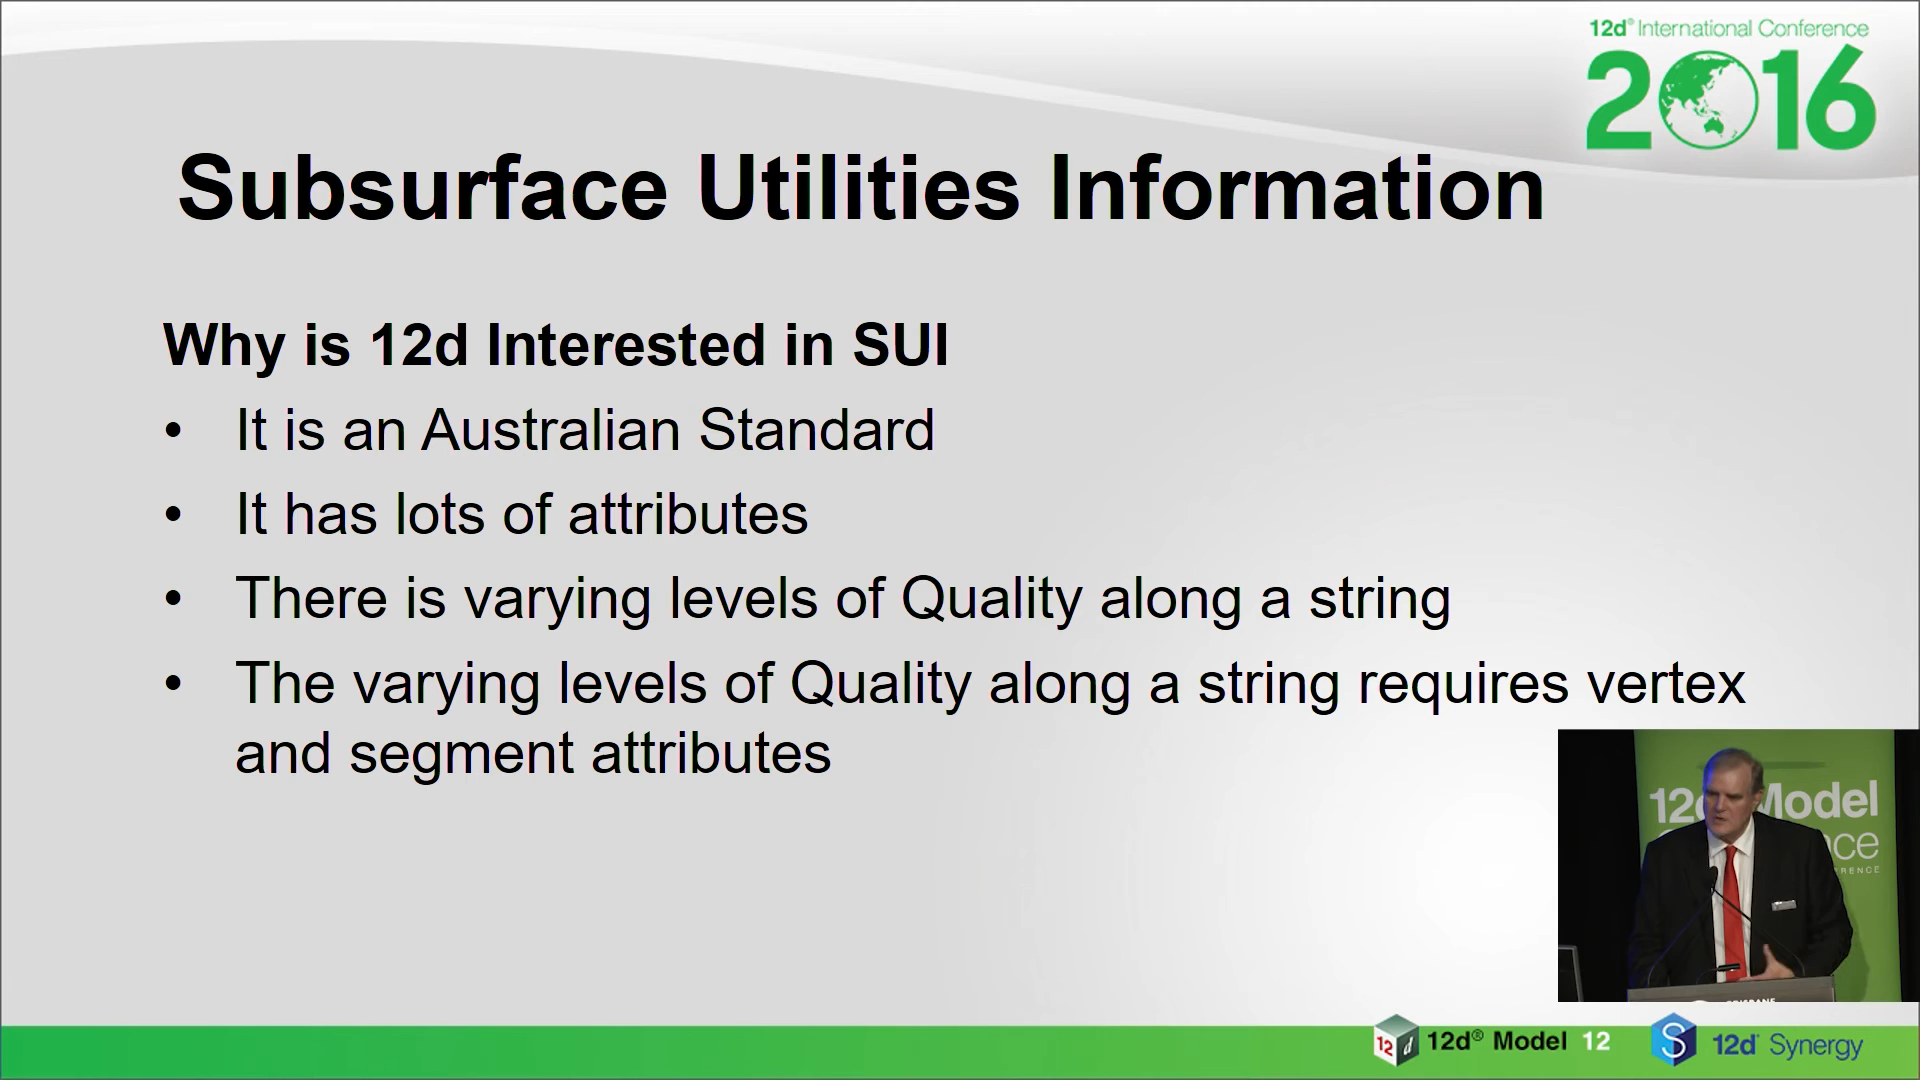 12d® International Conference
2016
Subsurface Utilities Information
Why is 12d Interested in SUI
• It is an Australian Standard
• It has lots of attributes
• There is varying levels of Quality along a string
• The varying levels of Quality along a string requires vertex
and segment attributes
12d Model
12d® Model 12
12d Synergy